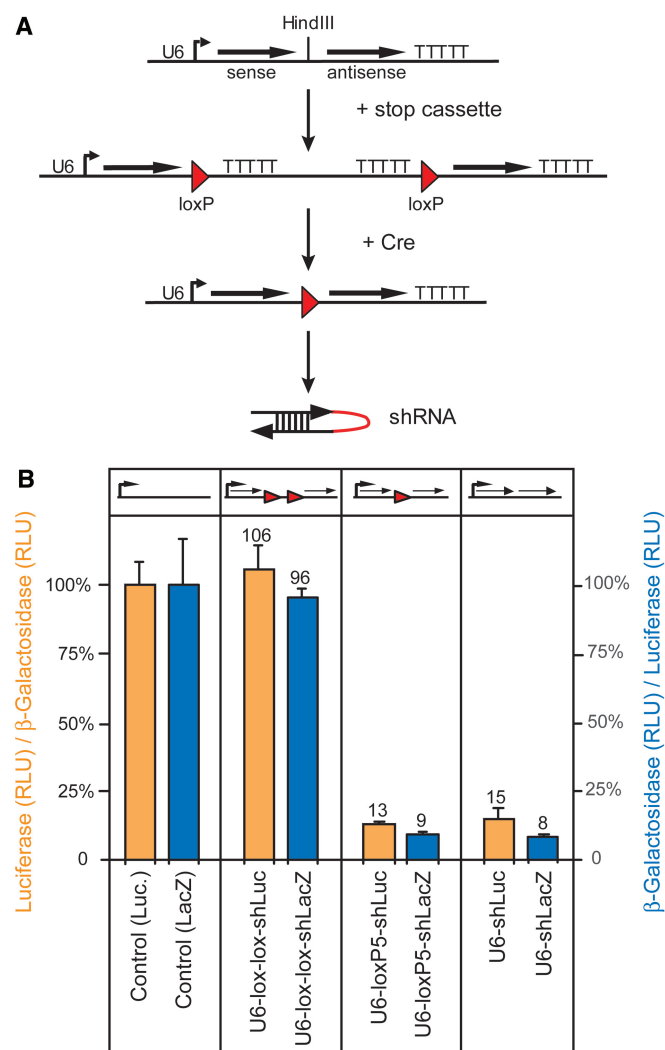 A
HindIII
U6
TTTTT
sense
antisense
+ stop cassette
U6
TTTTT
TTTTT
TTTTT
loxP
loxP
+ Cre
U6
TTTTT
shRNA
B
Luciferase (RLU) / β-Galactosidase (RLU)
β-Galactosidase (RLU) / Luciferase (RLU)
106
96
100%
100%
75%
75%
50%
50%
25%
25%
13
9
15
8
0
0
Control (Luc.)
Control (LacZ)
U6-lox-lox-shLuc
U6-lox-lox-shLacZ
U6-loxP5-shLuc
U6-loxP5-shLacZ
U6-shLuc
U6-shLacZ